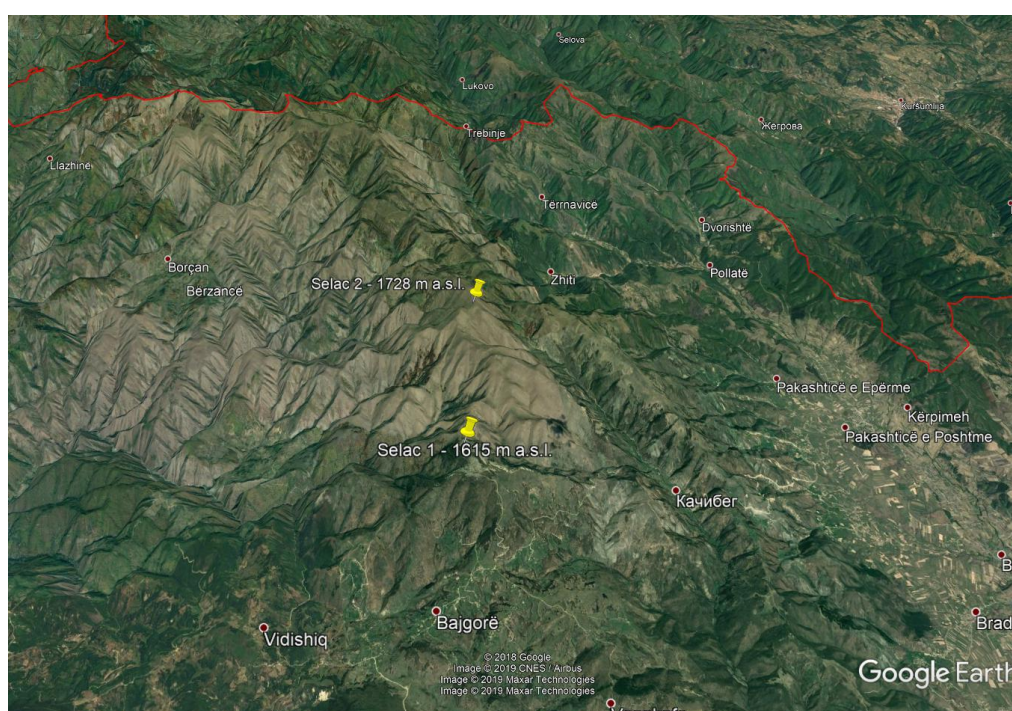 Selova
Lukovo
Kuršumlija
Trebinje
Жегрова
Llazhinë
Tërrnavicë
Dvorishtë
Borçan
Zhiti
Pollatë
Berzancë
Selac 2 - 1728 m a.s.l.
Pakashticë e Epërme
Kërpimeh
Pakashticë e Poshtme
Selac 1 - 1615 m a.s.l.
Качибег
B
Bajgorë
Brad
Vidishiq
© 2018 Google
Image © 2019 CNES / Airbus
Image © 2019 Maxar Technologies
Image © 2019 Maxar Technologies
Google Earth